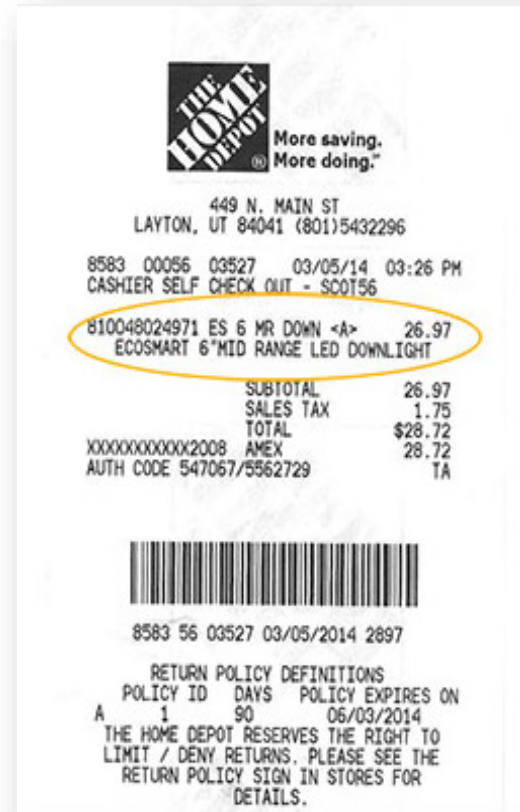 THE
HOME
DEPOT
®
More saving.
More doing.™
449 N. MAIN ST
LAYTON, UT 84041 (801)5432296
8583 00056 03527 03/05/14 03:26 PM
CASHIER SELF CHECK OUT - SCOT56
810048024971 ES 6 MR DOWN <A> 26.97
ECOSMART 6"MID RANGE LED DOWNLIGHT
SUBTOTAL 26.97
SALES TAX 1.75
TOTAL $28.72
XXXXXXXXXXX2008 AMEX 28.72
AUTH CODE 547067/5562729 TA
8583 56 03527 03/05/2014 2897
RETURN POLICY DEFINITIONS
POLICY ID DAYS POLICY EXPIRES ON
A 1 90 06/03/2014
THE HOME DEPOT RESERVES THE RIGHT TO
LIMIT / DENY RETURNS. PLEASE SEE THE
RETURN POLICY SIGN IN STORES FOR
DETAILS.